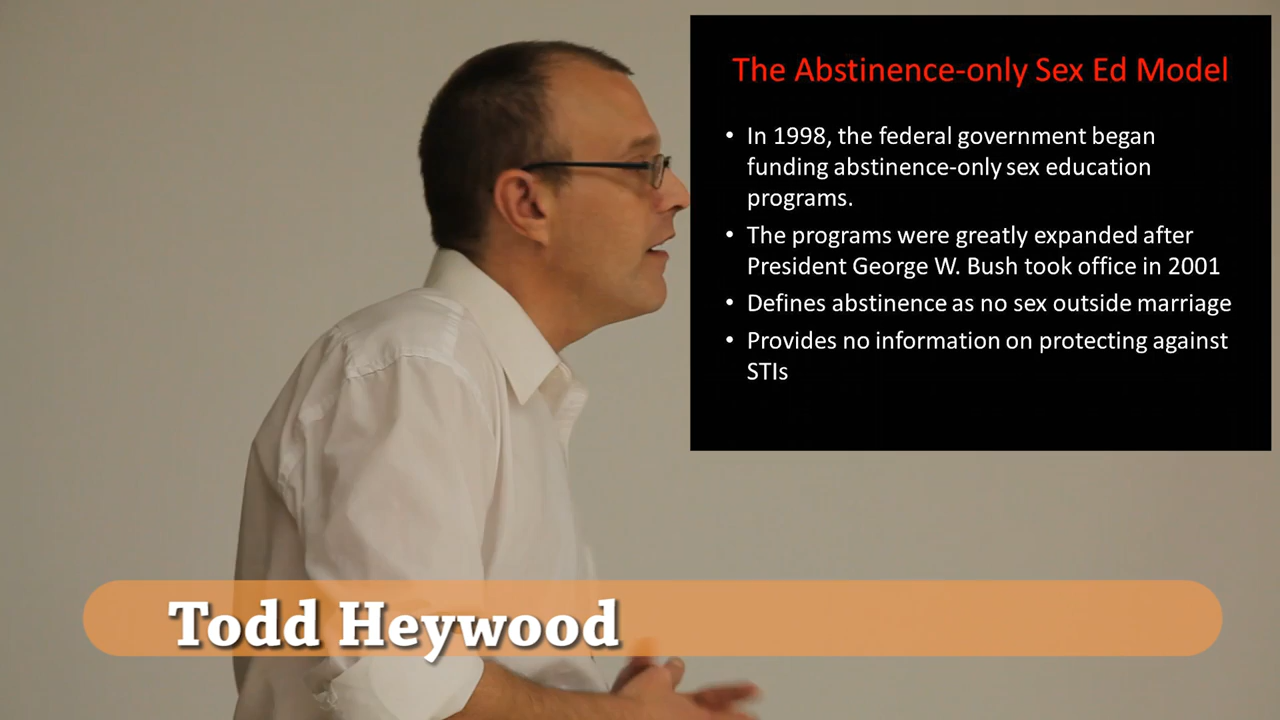 The Abstinence-only Sex Ed Model
• In 1998, the federal government began
funding abstinence-only sex education
programs.
• The programs were greatly expanded after
President George W. Bush took office in 2001
• Defines abstinence as no sex outside marriage
• Provides no information on protecting against
STIs
Todd Heywood